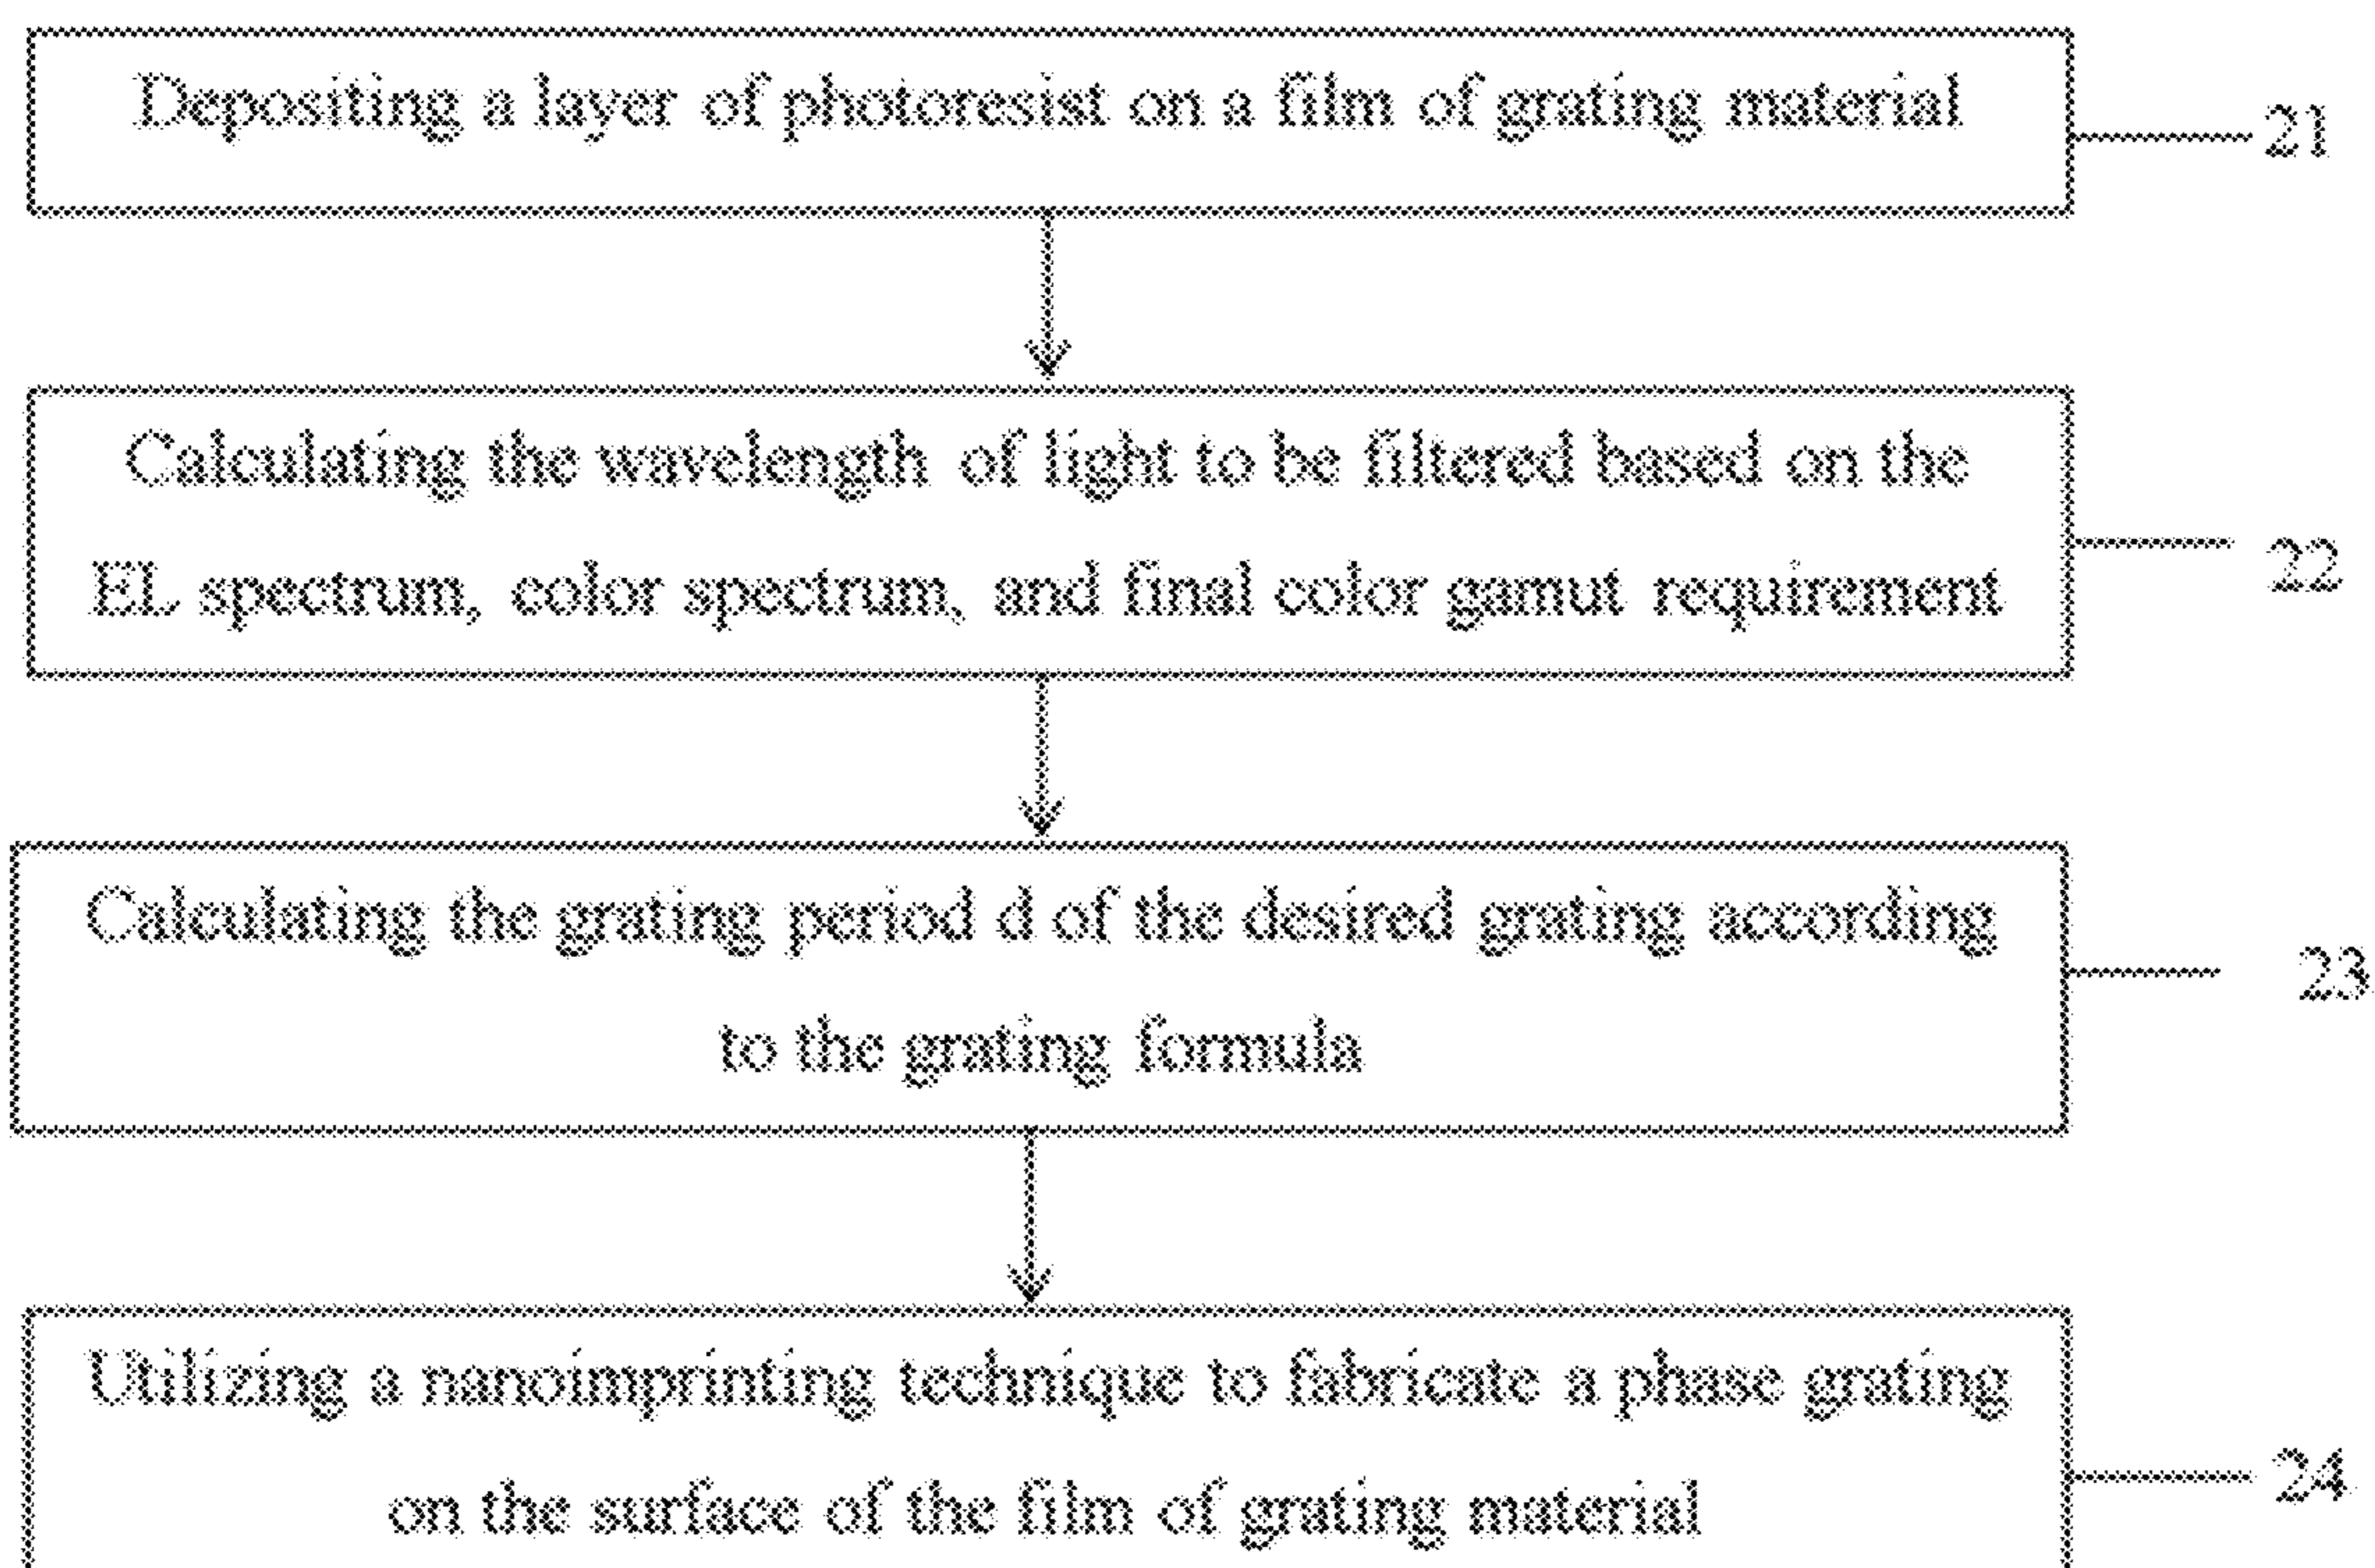 Depositing a layer of photoresist on a film of grating material
21
Calculating the wavelength of light to be filtered based on the
EL spectrum, color spectrum, and final color gamut requirement
22
Calculating the grating period d of the desired grating according
to the grating formula
23
Utilizing a nanoimprinting technique to fabricate a phase grating
on the surface of the film of grating material
24